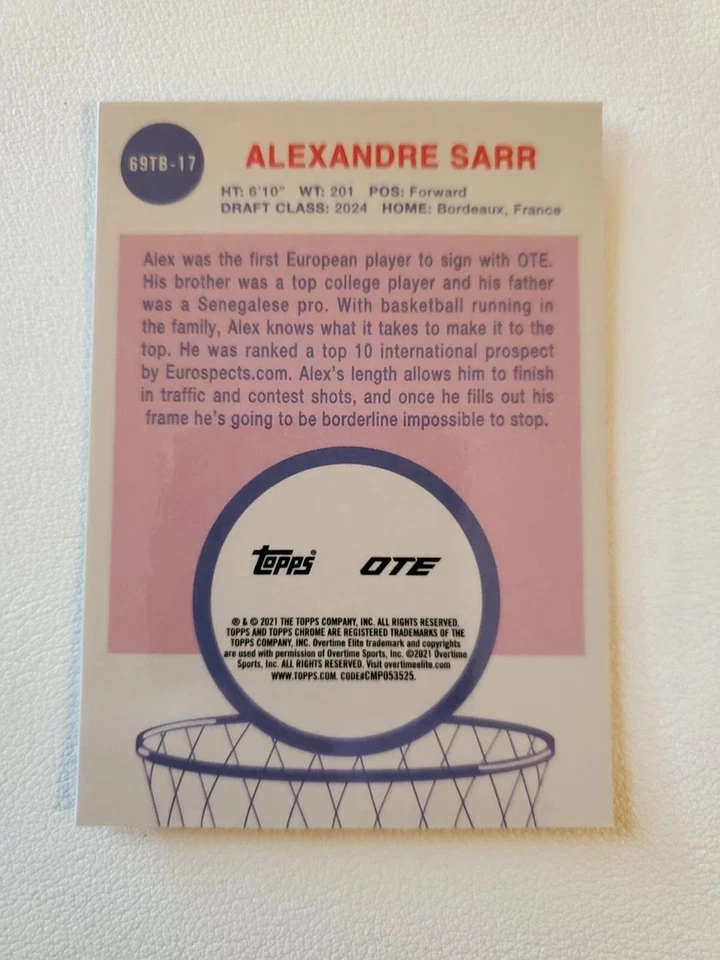 69TB-17
ALEXANDRE SARR
HT: 6'10" WT: 201 POS: Forward
DRAFT CLASS: 2024 HOME: Bordeaux, France
Alex was the first European player to sign with OTE.
His brother was a top college player and his father
was a Senegalese pro. With basketball running in
the family, Alex knows what it takes to make it to the
top. He was ranked a top 10 international prospect
by Eurospects.com. Alex's length allows him to finish
in traffic and contest shots, and once he fills out his
frame he's going to be borderline impossible to stop.
Topps® OTE
® & © 2021 THE TOPPS COMPANY, INC. ALL RIGHTS RESERVED.
TOPPS AND TOPPS CHROME ARE REGISTERED TRADEMARKS OF THE
TOPPS COMPANY, INC. Overtime Elite trademark and copyrights
are used with permission of Overtime Sports, Inc. ©2021 Overtime
Sports, Inc. ALL RIGHTS RESERVED. Visit overtimeelite.com
WWW.TOPPS.COM. CODE#CMP053525.